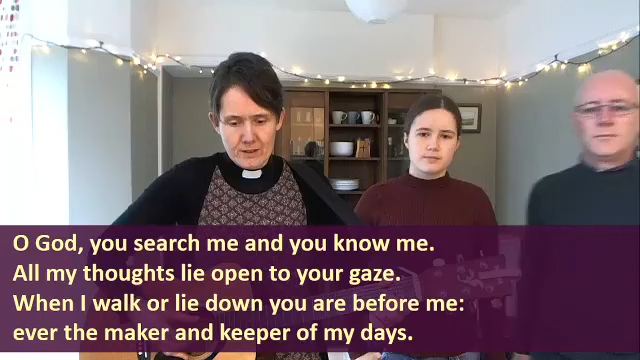 O God, you search me and you know me.
All my thoughts lie open to your gaze.
When I walk or lie down you are before me:
ever the maker and keeper of my days.